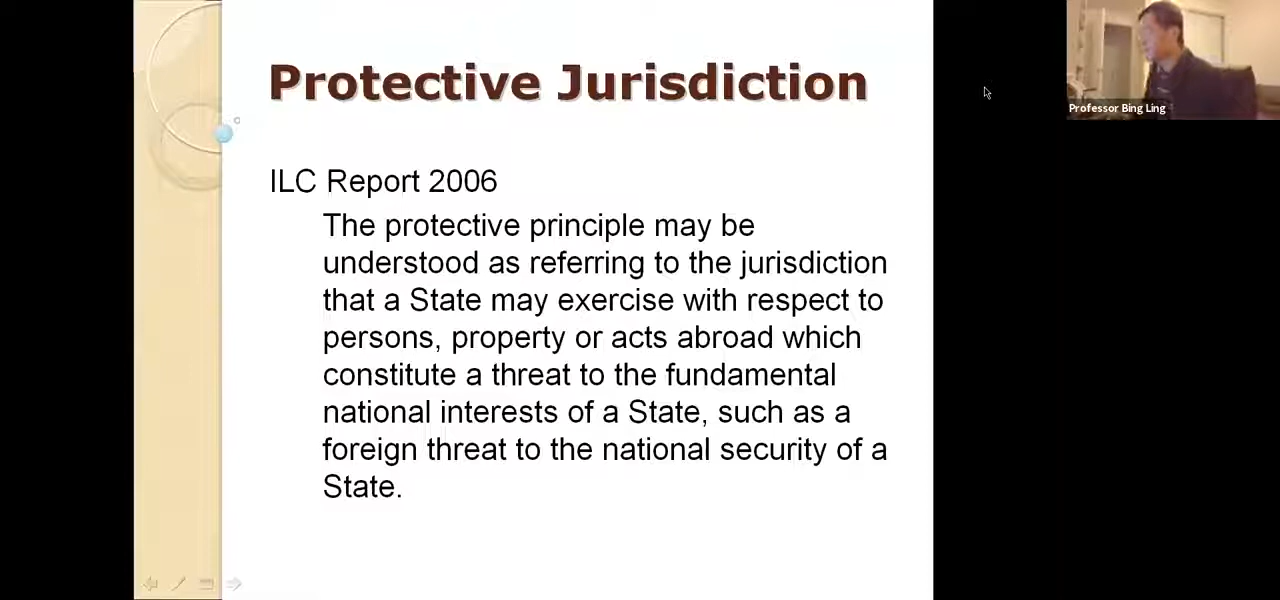 Protective Jurisdiction
Professor Bing Ling
ILC Report 2006
The protective principle may be
understood as referring to the jurisdiction
that a State may exercise with respect to
persons, property or acts abroad which
constitute a threat to the fundamental
national interests of a State, such as a
foreign threat to the national security of a
State.